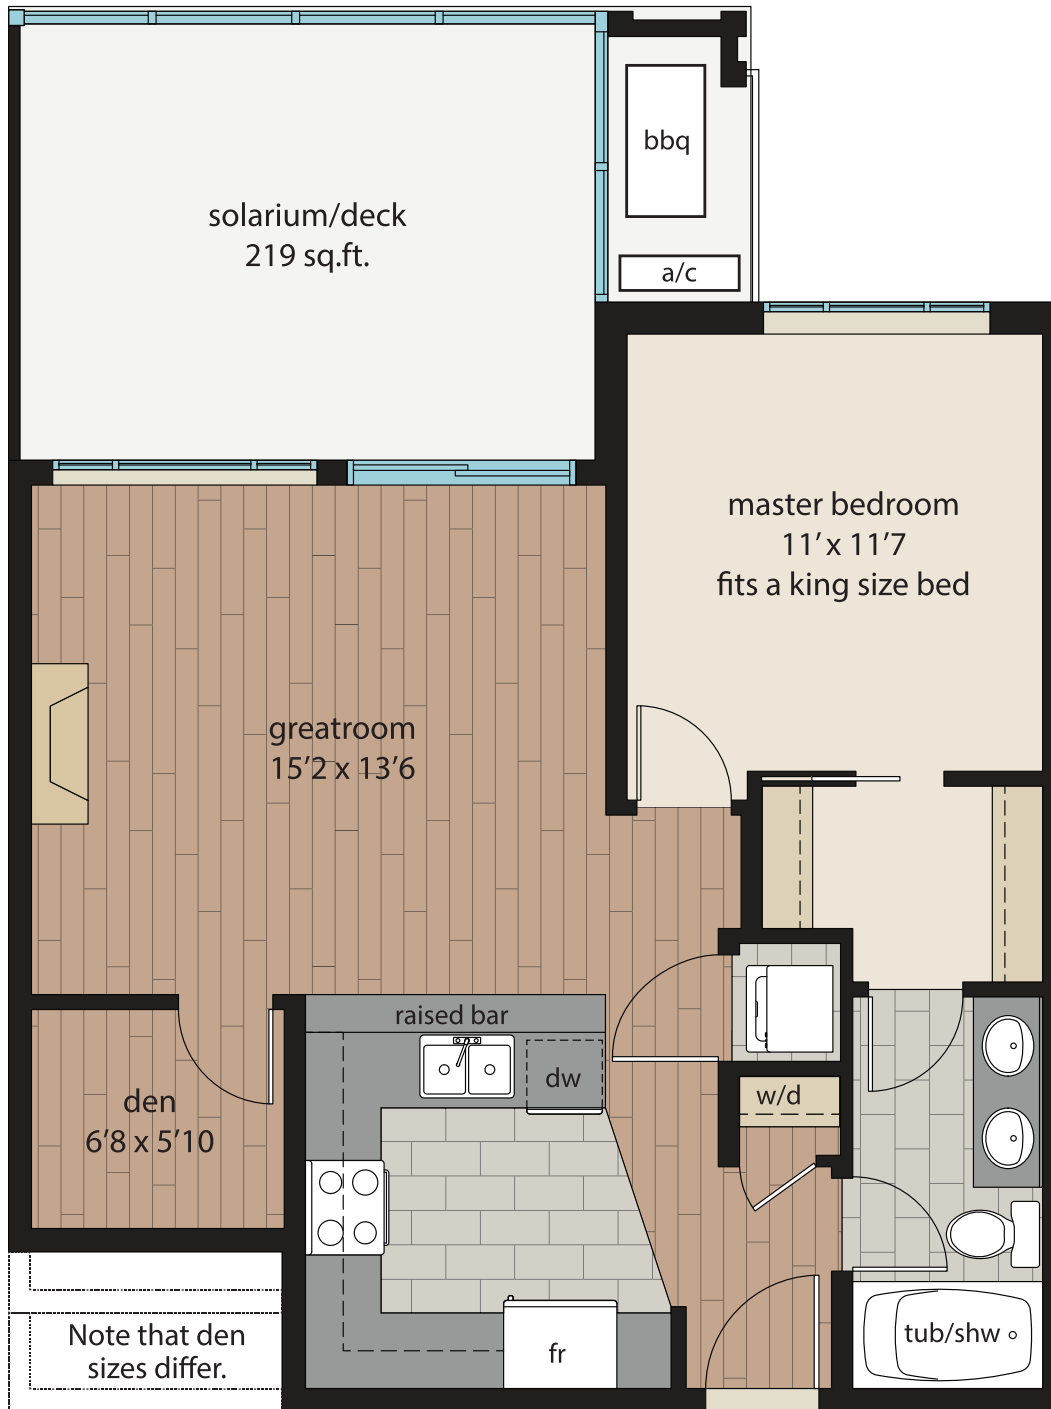 solarium/deck
219 sq.ft.
bbq
a/c
master bedroom
11’ x 11’7
fits a king size bed
greatroom
15’2 x 13’6
raised bar
dw
den
6’8 x 5’10
w/d
Note that den
sizes differ.
fr
tub/shw